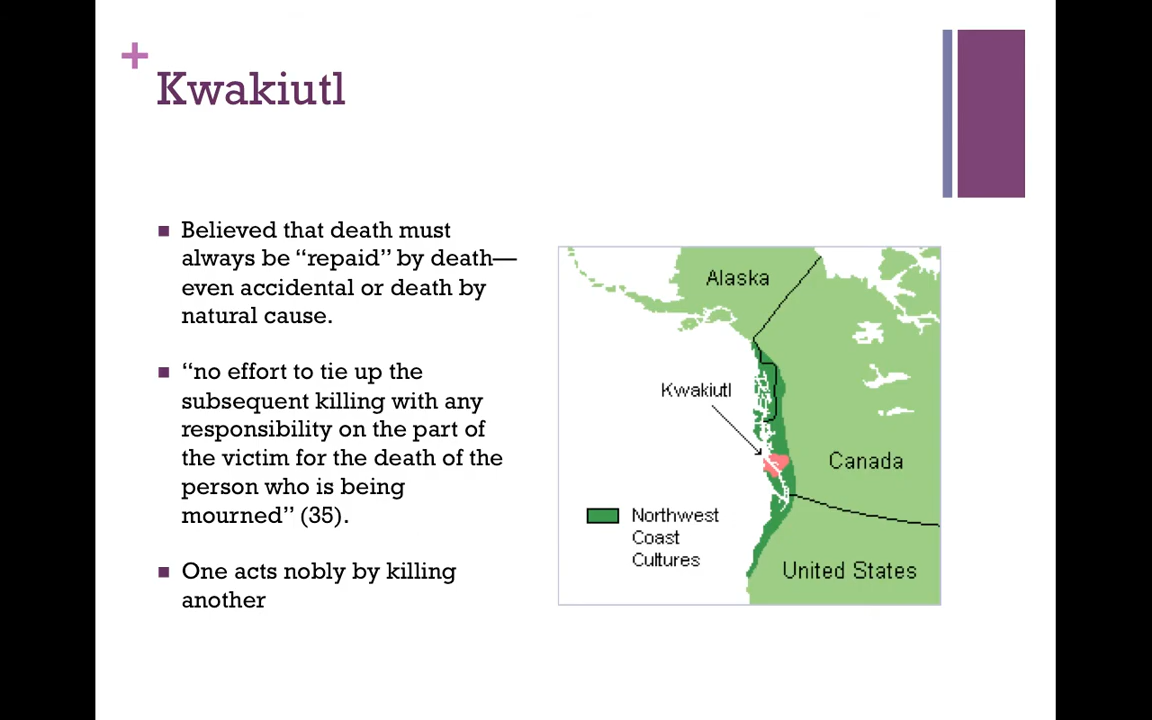 +
Kwakiutl
■ Believed that death must
always be “repaid” by death—
even accidental or death by
natural cause.
■ “no effort to tie up the
subsequent killing with any
responsibility on the part of
the victim for the death of the
person who is being
mourned” (35).
■ One acts nobly by killing
another
Alaska
Kwakiutl
Canada
Northwest
Coast
Cultures
United States